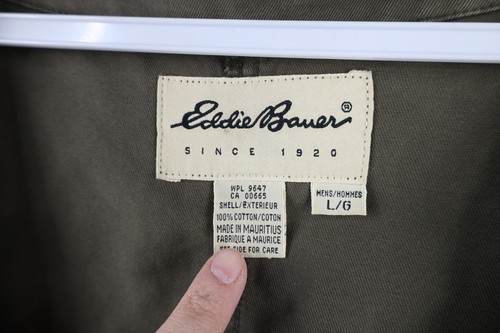 Eddie Bauer®
SINCE 1920
WPL 9647
CA 00665
SHELL/EXTERIEUR
100% COTTON/COTON
MADE IN MAURITIUS
FABRIQUE A MAURICE
SEE SIDE FOR CARE
MENS/HOMMES
L/G